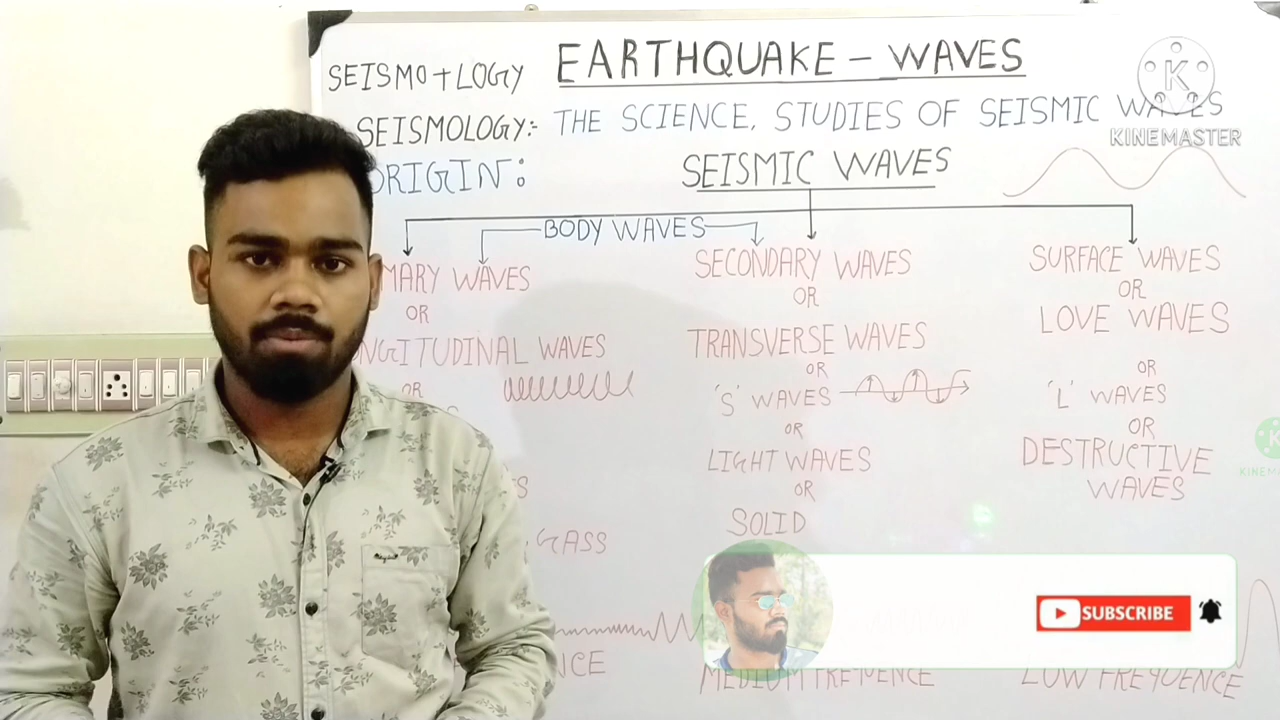 SEISMO+LOGY
EARTHQUAKE - WAVES
SEISMOLOGY:- THE SCIENCE, STUDIES OF SEISMIC WAVES
ORIGIN:
SEISMIC WAVES
KINEMASTER
BODY WAVES
MARY WAVES
OR
NGITUDINAL WAVES
OR
GASS
NCE
SECONDARY WAVES
OR
TRANSVERSE WAVES
OR
'S' WAVES
OR
LIGHT WAVES
OR
SOLID
MEDIUM FREQUENCE
SURFACE WAVES
OR
LOVE WAVES
OR
'L' WAVES
OR
DESTRUCTIVE
WAVES
LOW FREQUENCE
SUBSCRIBE